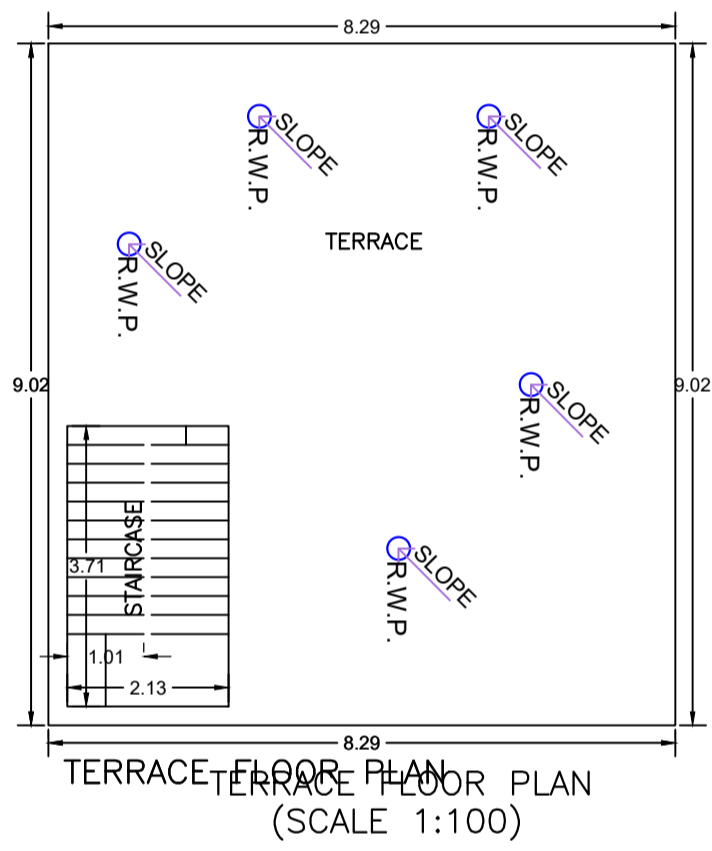 8.29
SLOPE
R.W.P.
SLOPE
R.W.P.
TERRACE
SLOPE
R.W.P.
9.02
9.02
SLOPE
R.W.P.
STAIRCASE
3.71
SLOPE
R.W.P.
1.01
2.13
8.29
TERRACE FLOOR PLAN
TERRACE FLOOR PLAN
(SCALE 1:100)